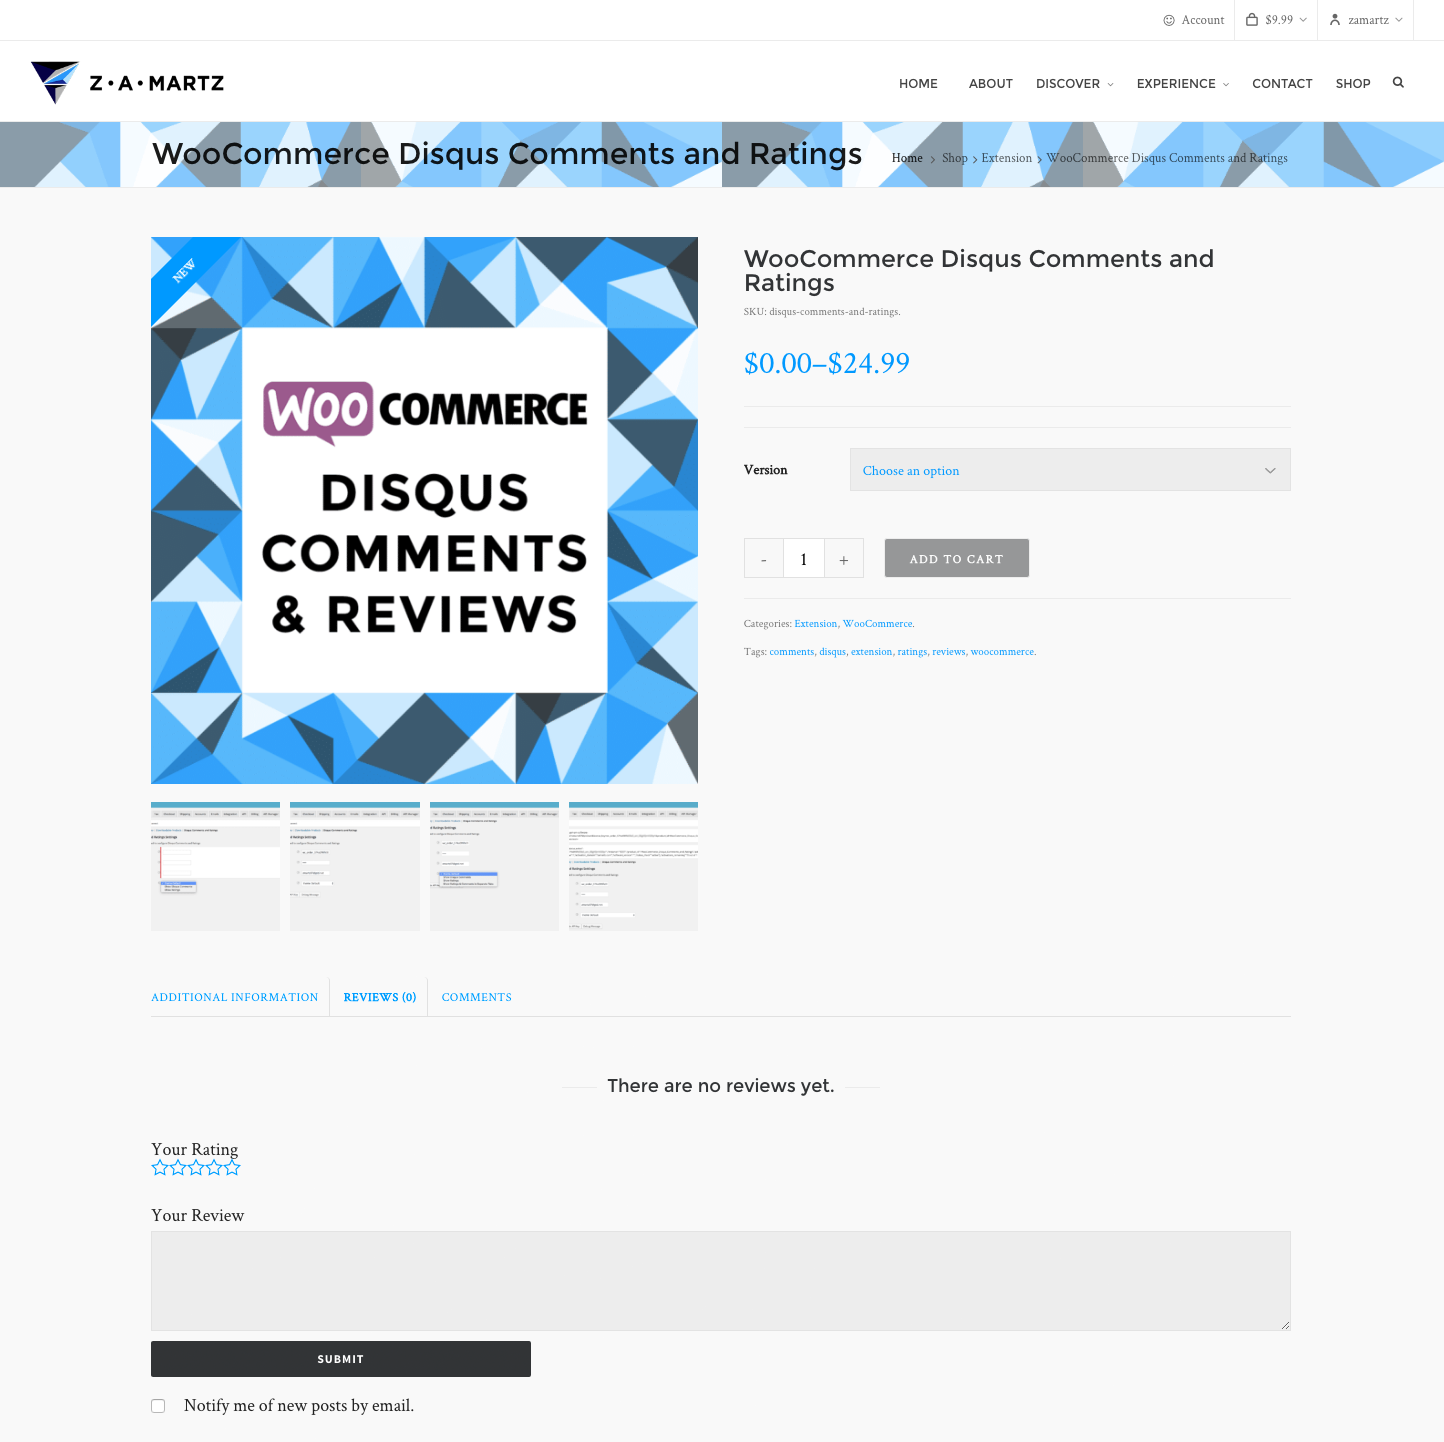 Account
$9.99
zamartz
Z • A • MARTZ
HOME
ABOUT
DISCOVER
EXPERIENCE
CONTACT
SHOP
WooCommerce Disqus Comments and Ratings
Home > Shop > Extension > WooCommerce Disqus Comments and Ratings
NEW
WOO COMMERCE
DISQUS
COMMENTS
& REVIEWS
WooCommerce Disqus Comments and
Ratings
SKU: disqus-comments-and-ratings.
$0.00–$24.99
Version
Choose an option
- 1 +
ADD TO CART
Categories: Extension, WooCommerce.
Tags: comments, disqus, extension, ratings, reviews, woocommerce.
ADDITIONAL INFORMATION
REVIEWS (0)
COMMENTS
There are no reviews yet.
Your Rating
Your Review
SUBMIT
Notify me of new posts by email.